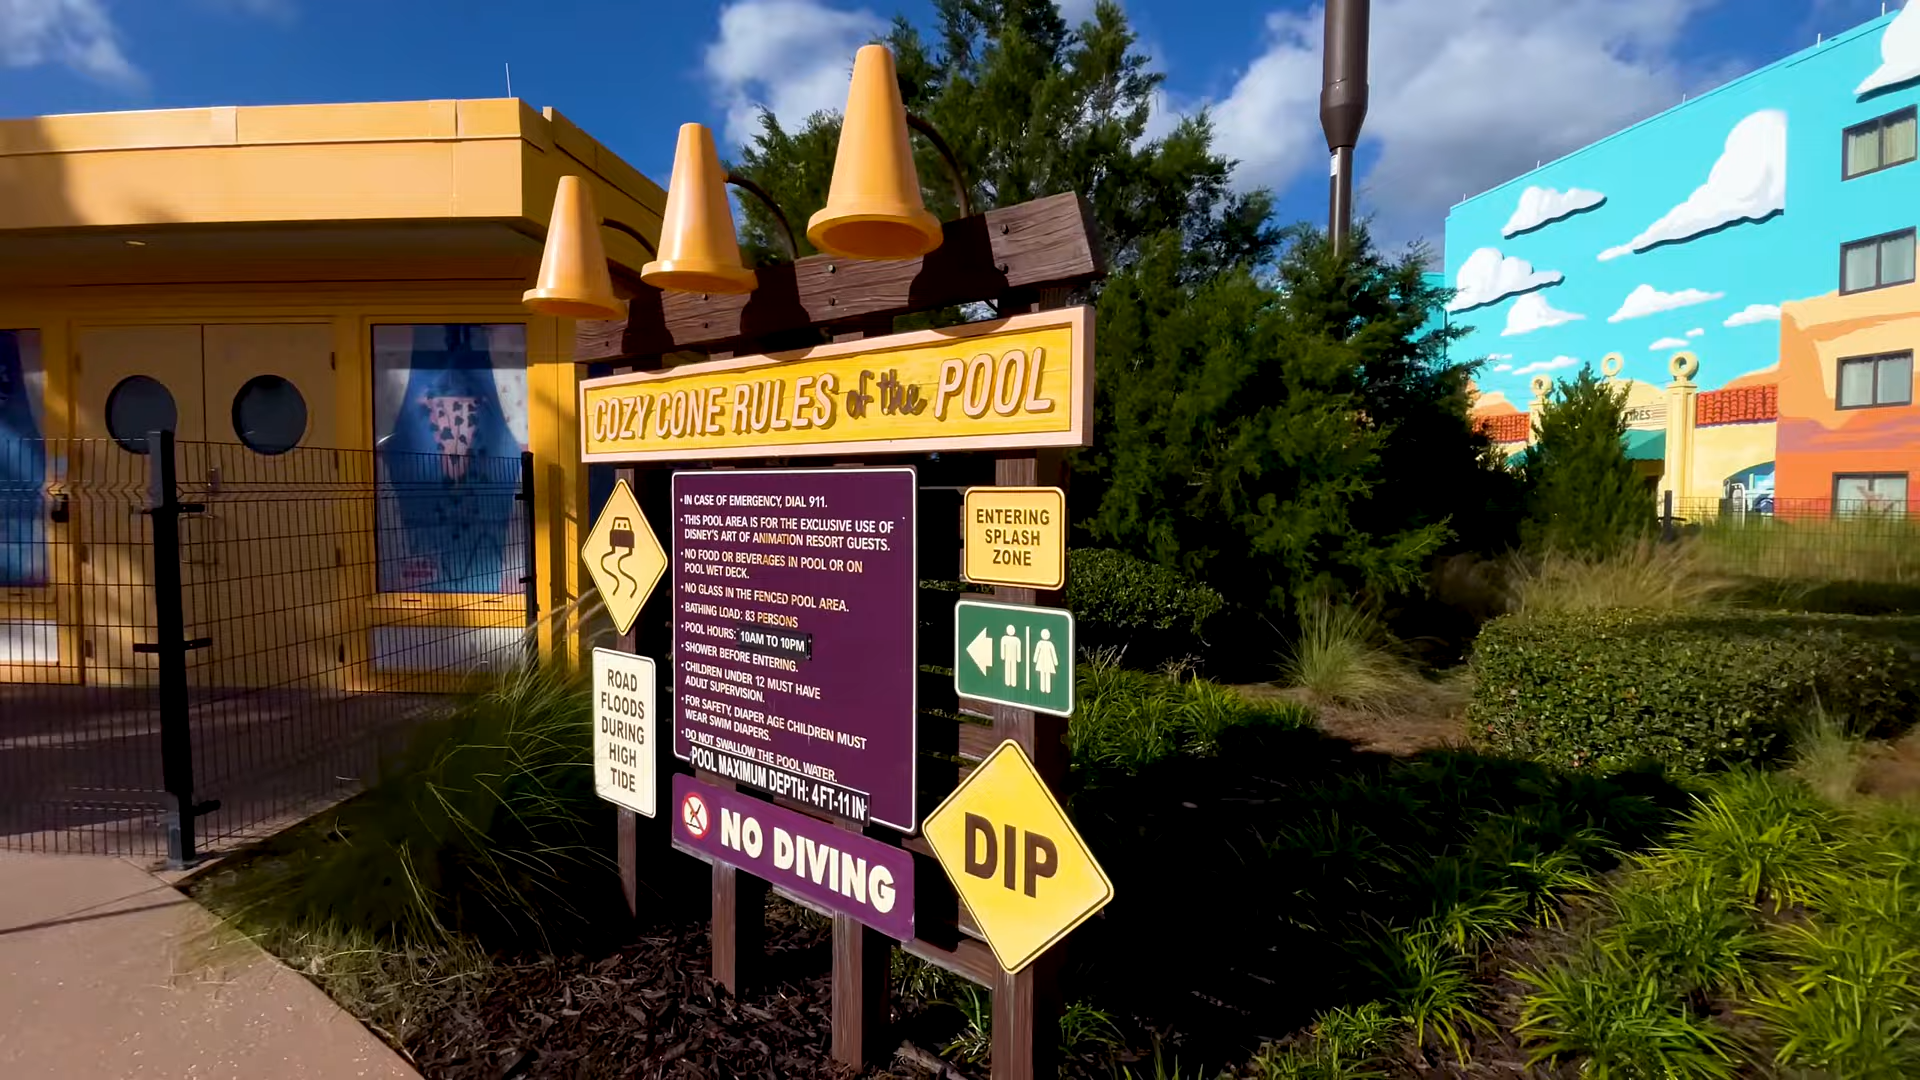 COZY CONE RULES of the POOL
• IN CASE OF EMERGENCY, DIAL 911.
• THIS POOL AREA IS FOR THE EXCLUSIVE USE OF
DISNEY'S ART OF ANIMATION RESORT GUESTS.
• NO FOOD OR BEVERAGES IN POOL OR ON
POOL WET DECK.
• NO GLASS IN THE FENCED POOL AREA.
• BATHING LOAD: 83 PERSONS
• POOL HOURS: 10AM TO 10PM
• SHOWER BEFORE ENTERING.
• CHILDREN UNDER 12 MUST HAVE
ADULT SUPERVISION.
• FOR SAFETY, DIAPER AGE CHILDREN MUST
WEAR SWIM DIAPERS.
• DO NOT SWALLOW THE POOL WATER.
POOL MAXIMUM DEPTH: 4FT-11IN
NO DIVING
ROAD
FLOODS
DURING
HIGH
TIDE
ENTERING
SPLASH
ZONE
DIP